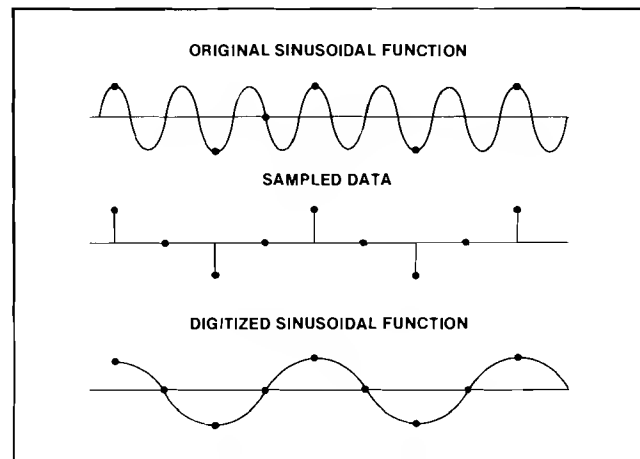 ORIGINAL SINUSOIDAL FUNCTION
SAMPLED DATA
DIGITIZED SINUSOIDAL FUNCTION